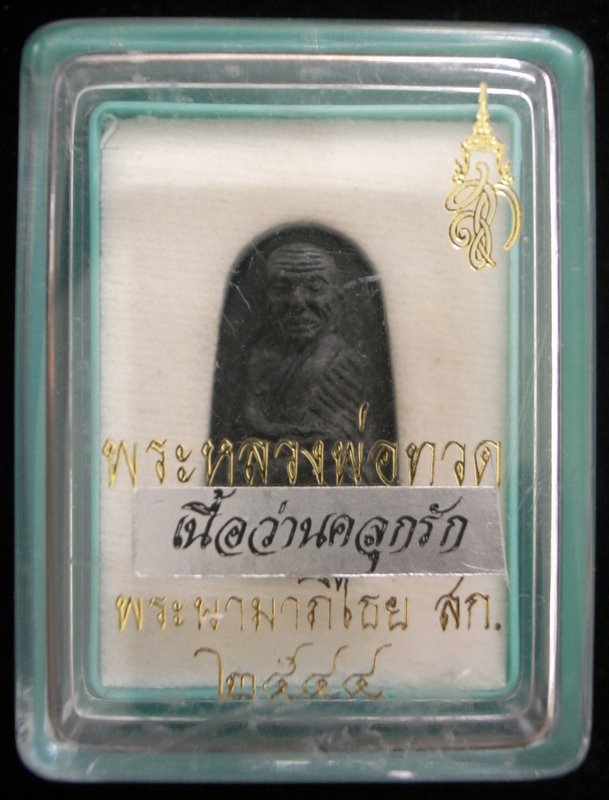 พระหลวงพ่อทวด
เนื้อว่านคลุกรัก
พระนามาภิไธย สก.
๒๕๔๔